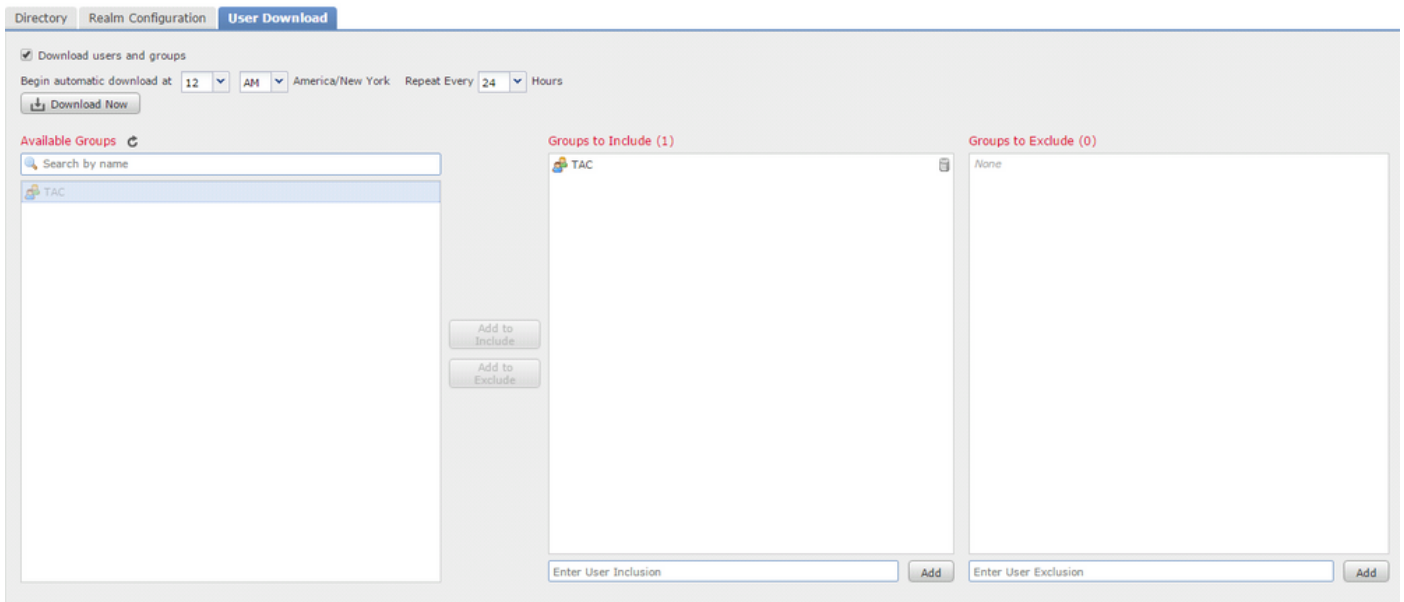 Directory Realm Configuration User Download
Download users and groups
Begin automatic download at 12 AM America/New York Repeat Every 24 Hours
Download Now
Available Groups
Search by name
TAC
Add to Include
Add to Exclude
Groups to Include (1)
TAC
Enter User Inclusion Add
Groups to Exclude (0)
None
Enter User Exclusion Add